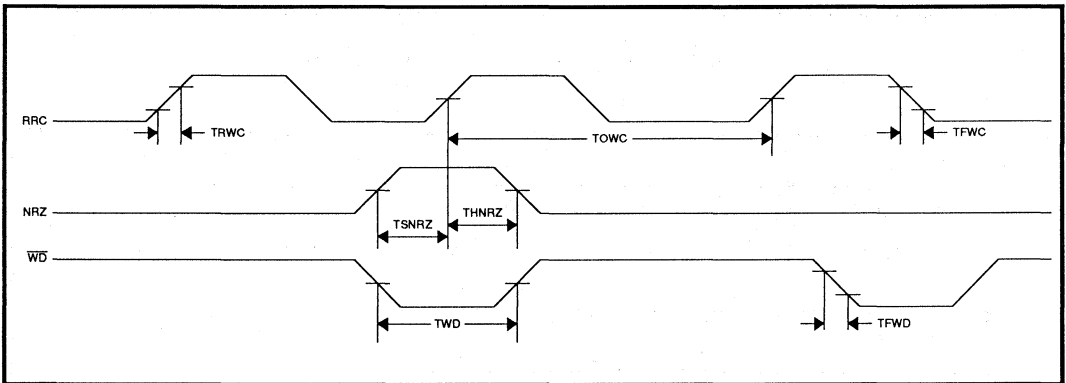 RRC
TRWC
TOWC
TFWC
NRZ
TSNRZ
THNRZ
WD
TWD
TFWD